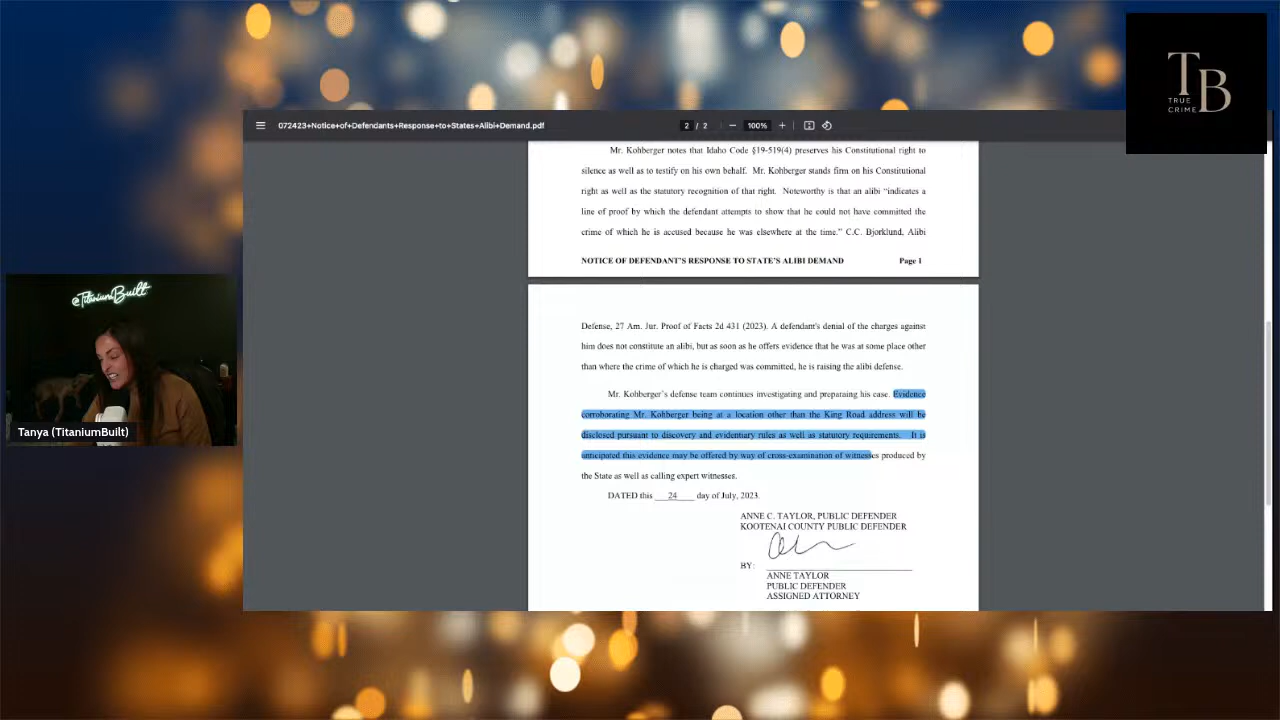 TB
TRUE
CRIME
072423+Notice+of+Defendants+Response+to+States+Alibi+Demand.pdf
2 / 2
100%
Mr. Kohberger notes that Idaho Code §19-519(4) preserves his Constitutional right to
silence as well as to testify on his own behalf. Mr. Kohberger stands firm on his Constitutional
right as well as the statutory recognition of that right. Noteworthy is that an alibi “indicates a
line of proof by which the defendant attempts to show that he could not have committed the
crime of which he is accused because he was elsewhere at the time.” C.C. Bjorklund, Alibi
NOTICE OF DEFENDANT'S RESPONSE TO STATE'S ALIBI DEMAND Page 1
Defense, 27 Am. Jur. Proof of Facts 2d 431 (2023). A defendant's denial of the charges against
him does not constitute an alibi, but as soon as he offers evidence that he was at some place other
than where the crime of which he is charged was committed, he is raising the alibi defense.
Mr. Kohberger's defense team continues investigating and preparaing his case. Evidence
corroborating Mr. Kohberger being at a location other than the King Road address will be
disclosed pursuant to discovery and evidentiary rules as well as statutory requirements. It is
anticipated this evidence may be offered by way of cross-examination of witnesses produced by
the State as well as calling expert witnesses.
DATED this 24 day of July, 2023.
ANNE C. TAYLOR, PUBLIC DEFENDER
KOOTENAI COUNTY PUBLIC DEFENDER
BY:
ANNE TAYLOR
PUBLIC DEFENDER
ASSIGNED ATTORNEY
@TitaniumBuilt
Tanya (TitaniumBuilt)